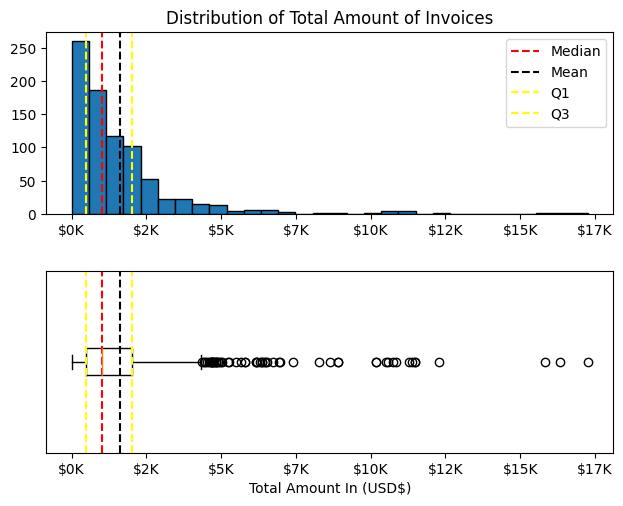 Distribution of Total Amount of Invoices
250
200
150
100
50
0
Median
Mean
Q1
Q3
$0K $2K $5K $7K $10K $12K $15K $17K
$0K $2K $5K $7K $10K $12K $15K $17K
Total Amount In (USD$)